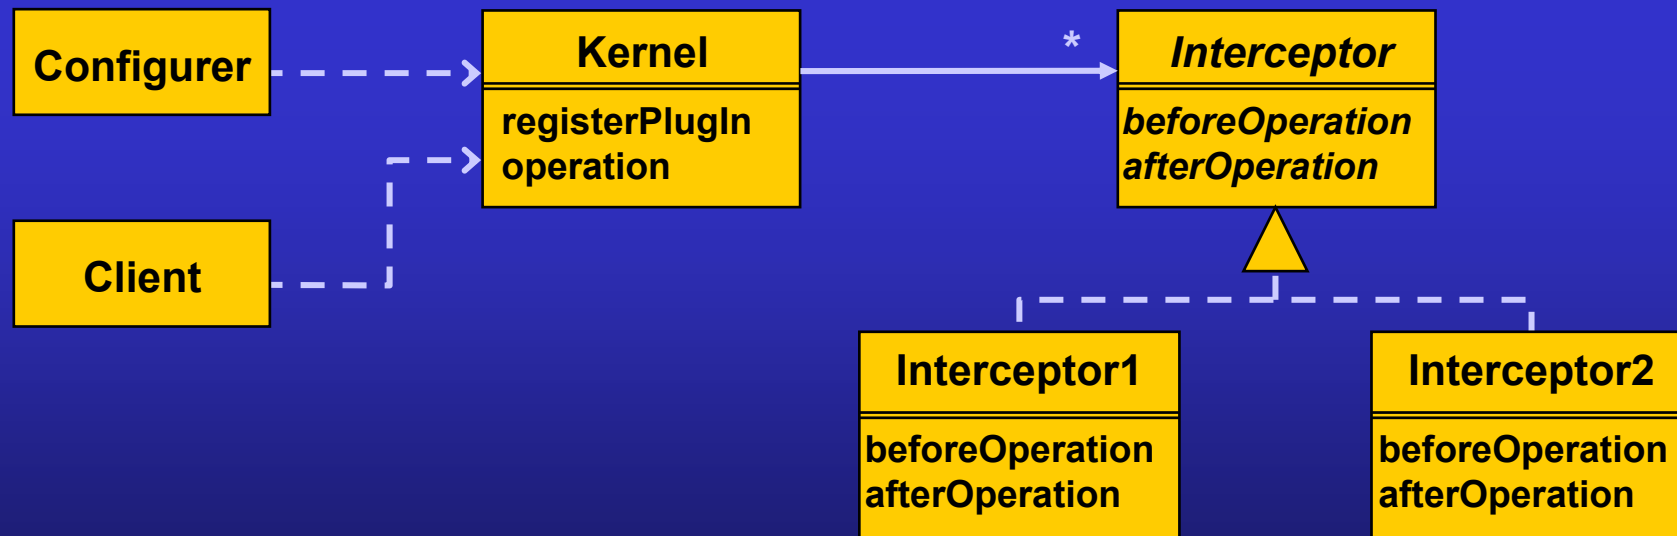 Configurer
Kernel
registerPlugIn
operation
*
Interceptor
beforeOperation
afterOperation
Client
Interceptor1
beforeOperation
afterOperation
Interceptor2
beforeOperation
afterOperation